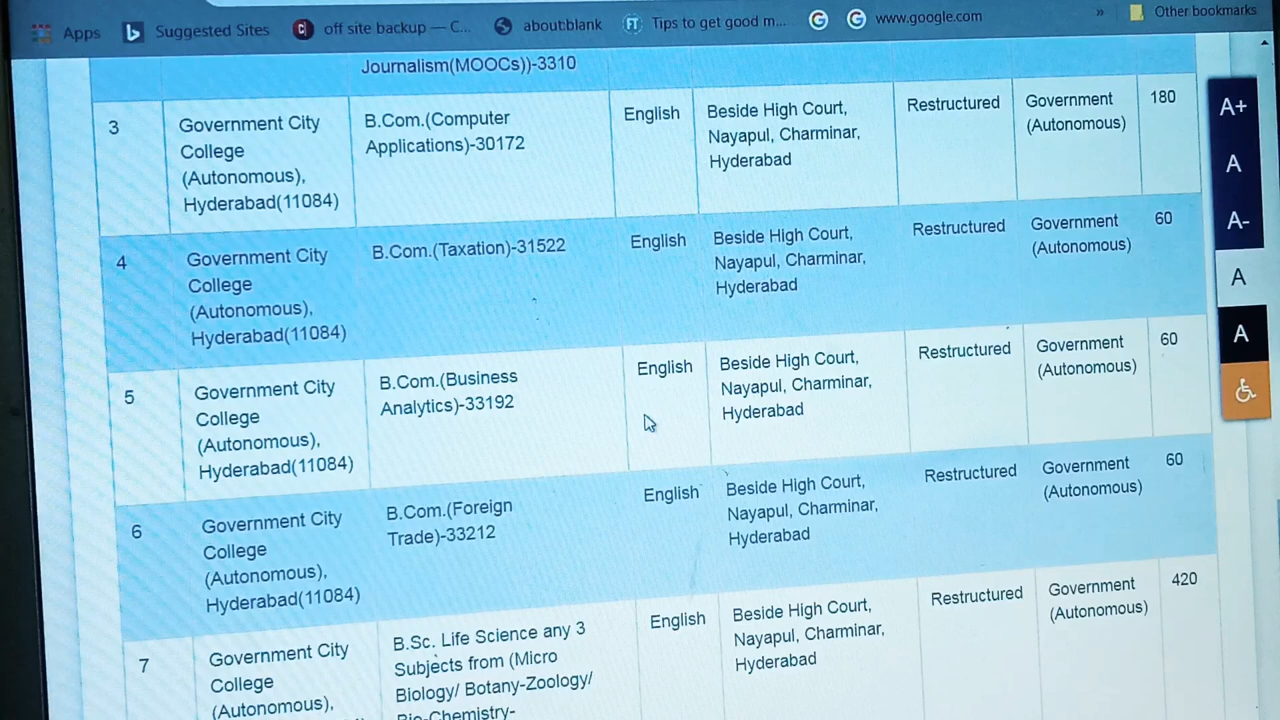 Apps Suggested Sites off site backup — C... about:blank FT Tips to get good m... G G www.google.com » Other bookmarks
Journalism(MOOCs))-3310
3
Government City
College
(Autonomous),
Hyderabad(11084)
B.Com.(Computer
Applications)-30172
English
Beside High Court,
Nayapul, Charminar,
Hyderabad
Restructured
Government
(Autonomous)
180
4
Government City
College
(Autonomous),
Hyderabad(11084)
B.Com.(Taxation)-31522
English
Beside High Court,
Nayapul, Charminar,
Hyderabad
Restructured
Government
(Autonomous)
60
5
Government City
College
(Autonomous),
Hyderabad(11084)
B.Com.(Business
Analytics)-33192
English
Beside High Court,
Nayapul, Charminar,
Hyderabad
Restructured
Government
(Autonomous)
60
6
Government City
College
(Autonomous),
Hyderabad(11084)
B.Com.(Foreign
Trade)-33212
English
Beside High Court,
Nayapul, Charminar,
Hyderabad
Restructured
Government
(Autonomous)
60
7
Government City
College
(Autonomous),
B.Sc. Life Science any 3
Subjects from (Micro
Biology/ Botany-Zoology/
Bio-Chemistry-
English
Beside High Court,
Nayapul, Charminar,
Hyderabad
Restructured
Government
(Autonomous)
420
A+
A
A-
A
A